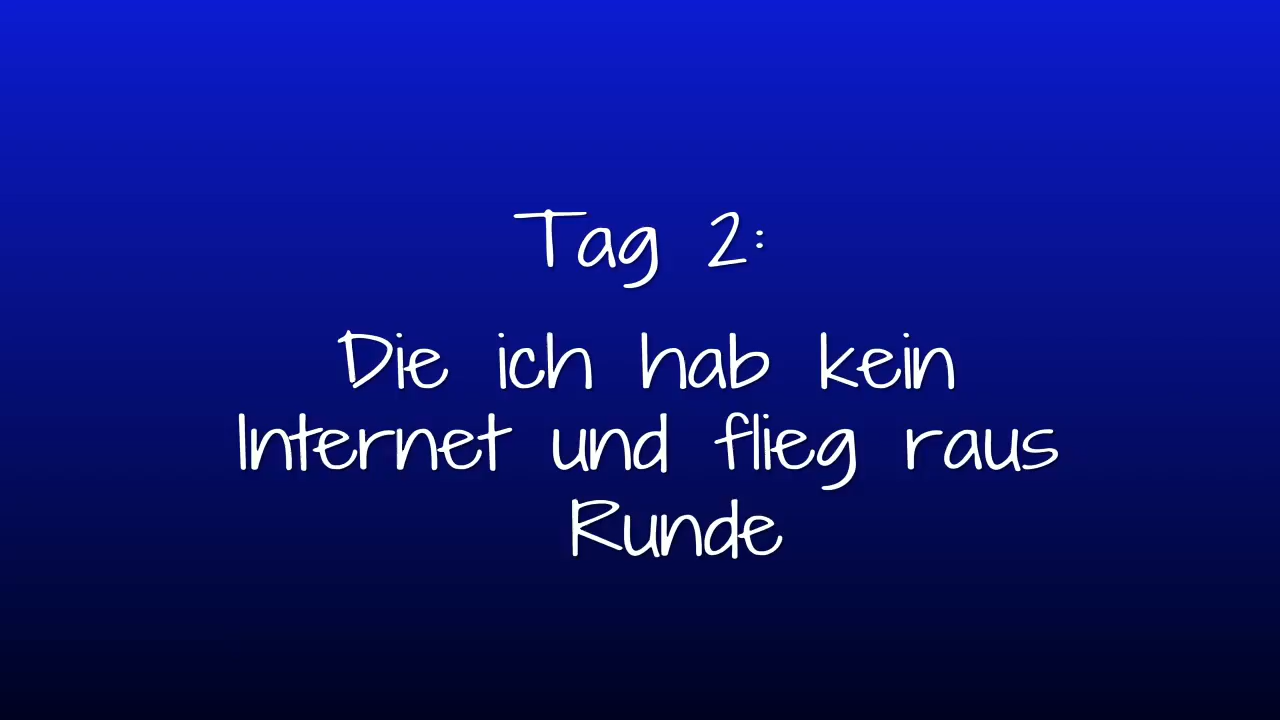 Tag 2:
Die ich hab kein
Internet und flieg raus
Runde